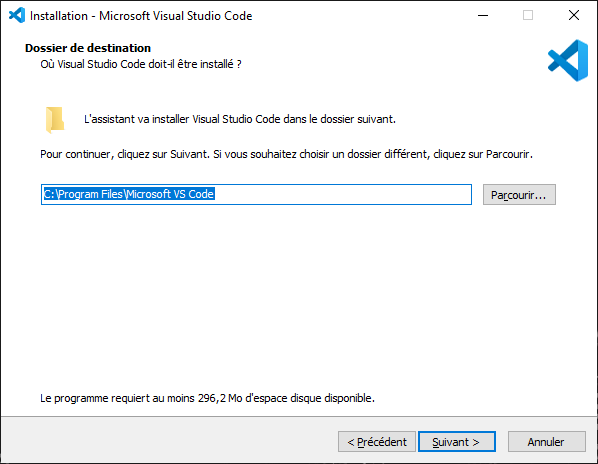 Installation - Microsoft Visual Studio Code
Dossier de destination
Où Visual Studio Code doit-il être installé ?
L'assistant va installer Visual Studio Code dans le dossier suivant.
Pour continuer, cliquez sur Suivant. Si vous souhaitez choisir un dossier différent, cliquez sur Parcourir.
C:\Program Files\Microsoft VS Code
Parcourir...
Le programme requiert au moins 296,2 Mo d'espace disque disponible.
< Précédent
Suivant >
Annuler